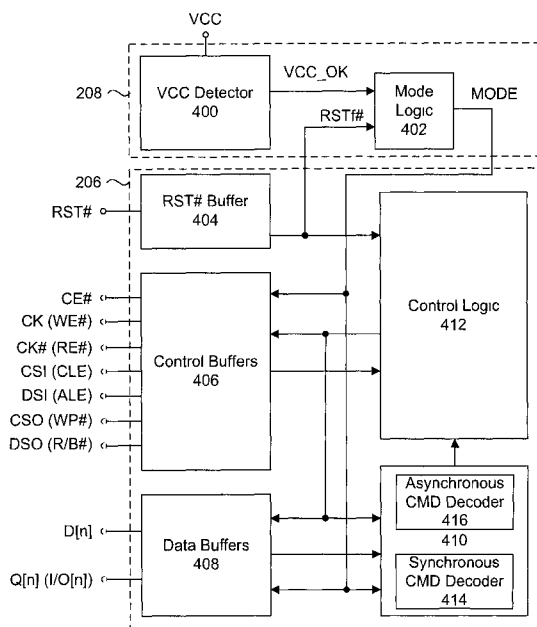 VCC
208
VCC Detector
400
VCC_OK
RSTf#
Mode
Logic
402
MODE
206
RST#
RST# Buffer
404
CE#
CK (WE#)
CK# (RE#)
CSI (CLE)
DSI (ALE)
CSO (WP#)
DSO (R/B#)
Control Buffers
406
Control Logic
412
D[n]
Q[n] (I/O[n])
Data Buffers
408
Asynchronous
CMD Decoder
416
410
Synchronous
CMD Decoder
414